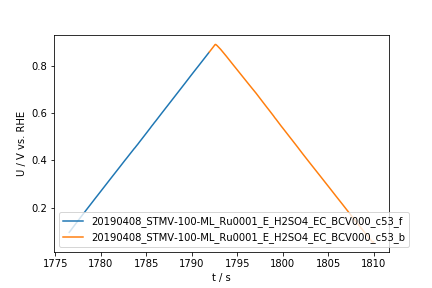 0.8
0.6
0.4
0.2
U / V vs. RHE
20190408_STMV-100-ML_Ru0001_E_H2SO4_EC_BCV000_c53_f
20190408_STMV-100-ML_Ru0001_E_H2SO4_EC_BCV000_c53_b
1775 1780 1785 1790 1795 1800 1805 1810
t / s